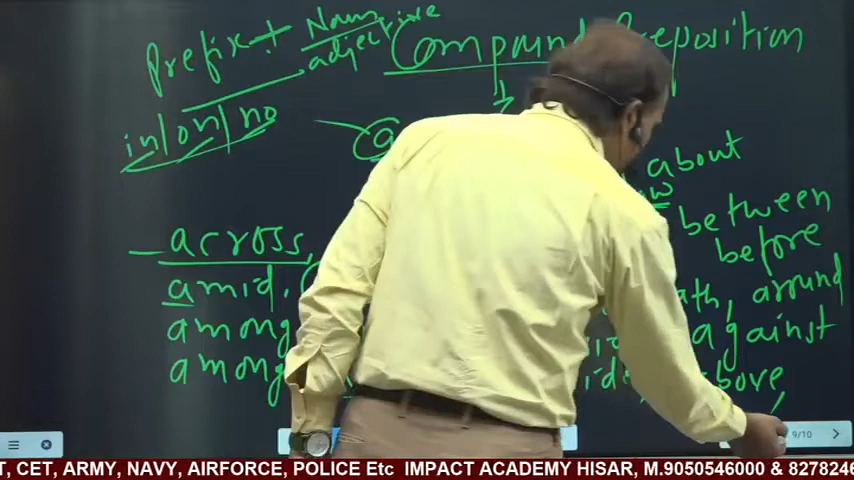 Prefix + Noun adjective
Compound Preposition
in/on/no
a
about
across,
between
before
amid,
around
among
against
among
above,
9/10
T, CET, ARMY, NAVY, AIRFORCE, POLICE Etc IMPACT ACADEMY HISAR, M.9050546000 & 8278246